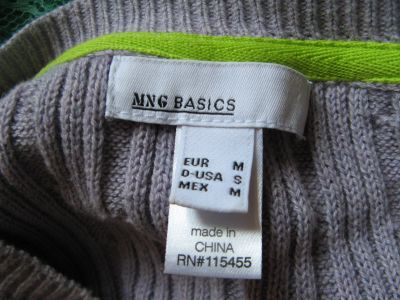 MNG BASICS
EUR M
D-USA S
MEX M
made in
CHINA
RN#115455